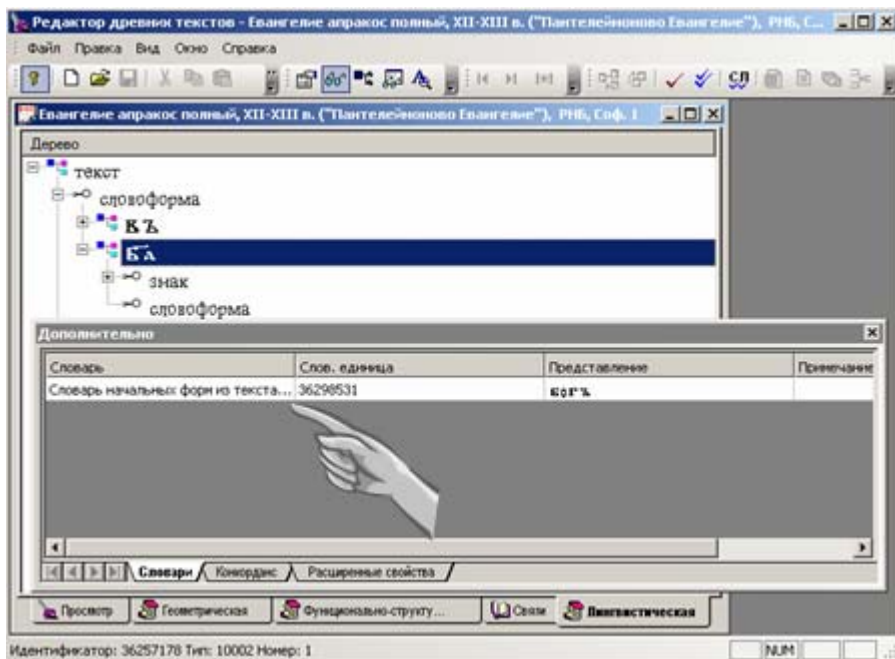 Редактор древних текстов - Евангелие апракос полный, XII-XIII в. ("Пантелеймоново Евангелие"), РНБ, С...
Файл Правка Вид Окно Справка
СЛ
Евангелие апракос полный, XII-XIII в. ("Пантелеймоново Евангелие"), РНБ, Соф. 1
Дерево
текст
словоформа
въ
б҃а
знак
словоформа
Дополнительно
Словарь Слов. единица Представление Примечание
Словарь начальных форм из текста... 36298531 богъ
Словари Конкорданс Расширенные свойства
Просмотр Геометрическая Функционально-структу... Связи Лингвистическая
Идентификатор: 36257178 Тип: 10002 Номер: 1 NUM